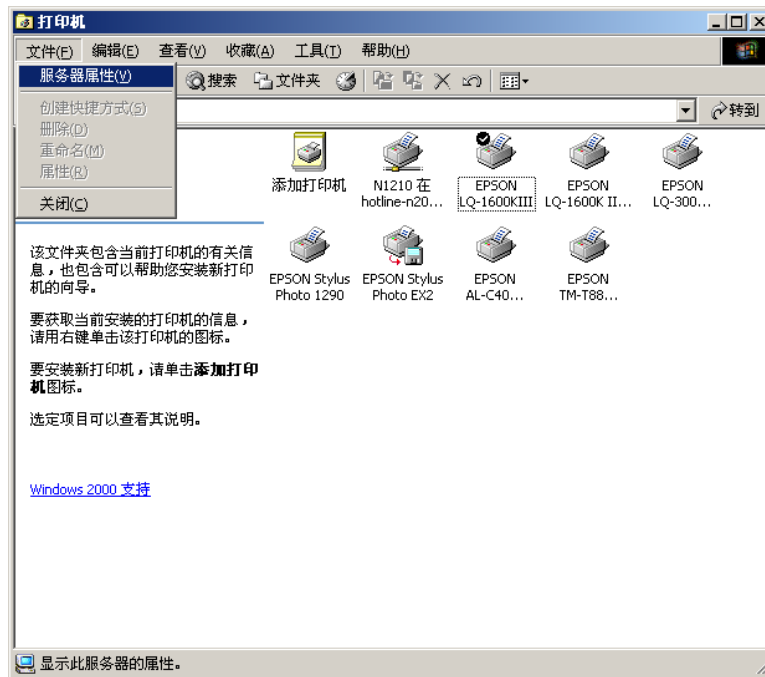 打印机
文件(F) 编辑(E) 查看(V) 收藏(A) 工具(T) 帮助(H)
服务器属性(V)
搜索 文件夹
创建快捷方式(S)
删除(D)
重命名(M)
属性(R)
关闭(C)
转到
添加打印机
N1210 在
hotline-n20...
EPSON
LQ-1600KIII
EPSON
LQ-1600K II...
EPSON
LQ-300...
EPSON Stylus
Photo 1290
EPSON Stylus
Photo EX2
EPSON
AL-C40...
EPSON
TM-T88...
该文件夹包含当前打印机的有关信
息，也包含可以帮助您安装新打印
机的向导。
要获取当前安装的打印机的信息，
请用右键单击该打印机的图标。
要安装新打印机，请单击添加打印
机图标。
选定项目可以查看其说明。
Windows 2000 支持
显示此服务器的属性。